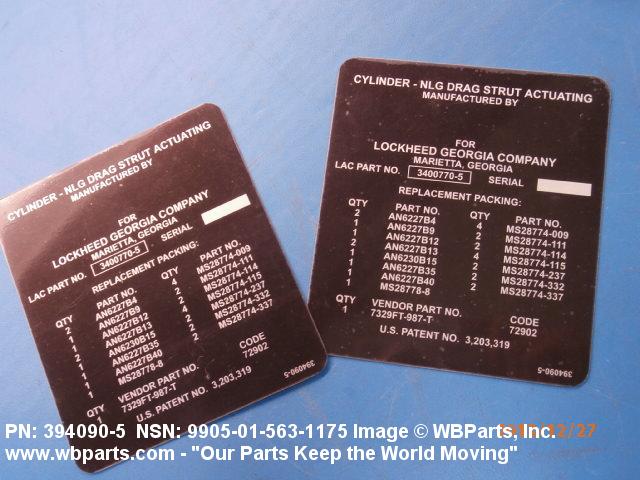 CYLINDER - NLG DRAG STRUT ACTUATING
MANUFACTURED BY
FOR
LOCKHEED GEORGIA COMPANY
MARIETTA, GEORGIA
LAC PART NO. 3400770-5 SERIAL
REPLACEMENT PACKING:
QTY PART NO. QTY PART NO.
2 AN6227B4 4 MS28774-009
1 AN6227B9 2 MS28774-111
1 AN6227B12 2 MS28774-114
2 AN6227B13 4 MS28774-115
1 AN6230B15 2 MS28774-237
1 AN6227B35 2 MS28774-332
1 AN6227B40 2 MS28774-337
1 MS28778-8
QTY VENDOR PART NO. CODE
1 7329FT-987-T 72902
U.S. PATENT NO. 3,203,319
394090-5
CYLINDER - NLG DRAG STRUT ACTUATING
MANUFACTURED BY
FOR
LOCKHEED GEORGIA COMPANY
MARIETTA, GEORGIA
LAC PART NO. 3400770-5 SERIAL
REPLACEMENT PACKING:
QTY PART NO. QTY PART NO.
2 AN6227B4 4 MS28774-009
1 AN6227B9 2 MS28774-111
1 AN6227B12 2 MS28774-114
2 AN6227B13 4 MS28774-115
1 AN6230B15 2 MS28774-237
1 AN6227B35 2 MS28774-332
1 AN6227B40 2 MS28774-337
1 MS28778-8
QTY VENDOR PART NO. CODE
1 7329FT-987-T 72902
U.S. PATENT NO. 3,203,319
394090-5
PN: 394090-5 NSN: 9905-01-563-1175 Image © WBParts, Inc.
www.wbparts.com - "Our Parts Keep the World Moving"